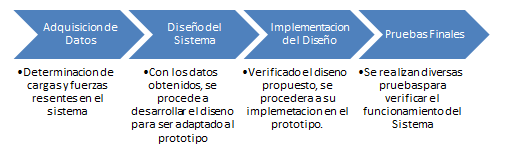 Adquisicion de
Datos
Diseño del
Sistema
Implementacion
del Diseño
Pruebas Finales
•Determinacion de
cargas y fuerzas
resentes en el
sistema
•Con los datos
obtenidos, se
procede a
desarrollar el diseno
para ser adaptado al
prototipo
•Verificado el diseno
propuesto, se
procedera a su
implemetacion en el
prototipo.
•Se realizan diversas
pruebas para
verificar el
funcionamiento del
Sistema